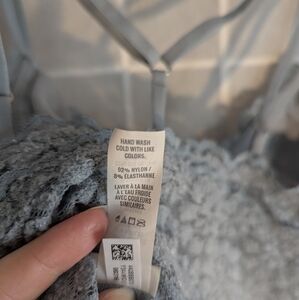 HAND WASH
COLD WITH LIKE
COLORS.
92% NYLON /
8% ELASTHANNE
LAVER À LA MAIN
À L'EAU FROIDE
AVEC COULEURS
SIMILAIRES.